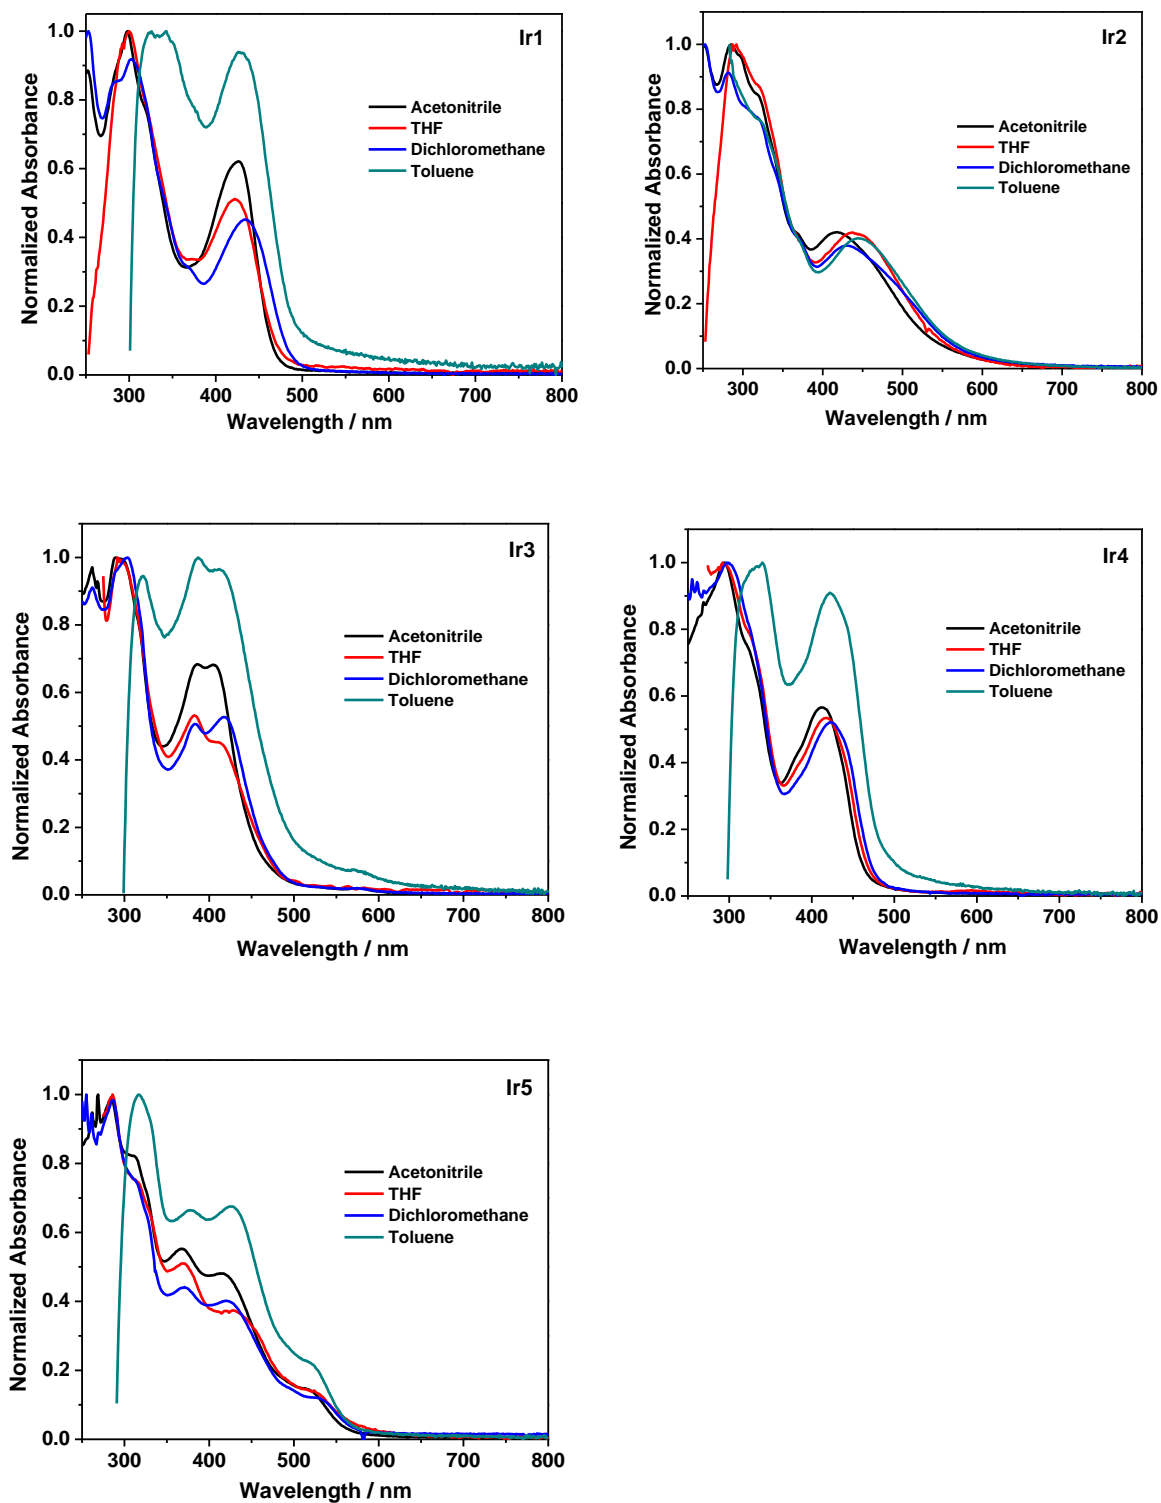 Ir1
Normalized Absorbance
1.0
0.8
0.6
0.4
0.2
0.0
Acetonitrile
THF
Dichloromethane
Toluene
300 400 500 600 700 800
Wavelength / nm
Ir2
Normalized Absorbance
1.0
0.8
0.6
0.4
0.2
0.0
Acetonitrile
THF
Dichloromethane
Toluene
300 400 500 600 700 800
Wavelength / nm
Ir3
Normalized Absorbance
1.0
0.8
0.6
0.4
0.2
0.0
Acetonitrile
THF
Dichloromethane
Toluene
300 400 500 600 700 800
Wavelength / nm
Ir4
Normalized Absorbance
1.0
0.8
0.6
0.4
0.2
0.0
Acetonitrile
THF
Dichloromethane
Toluene
300 400 500 600 700 800
Wavelength / nm
Ir5
Normalized Absorbance
1.0
0.8
0.6
0.4
0.2
0.0
Acetonitrile
THF
Dichloromethane
Toluene
300 400 500 600 700 800
Wavelength / nm